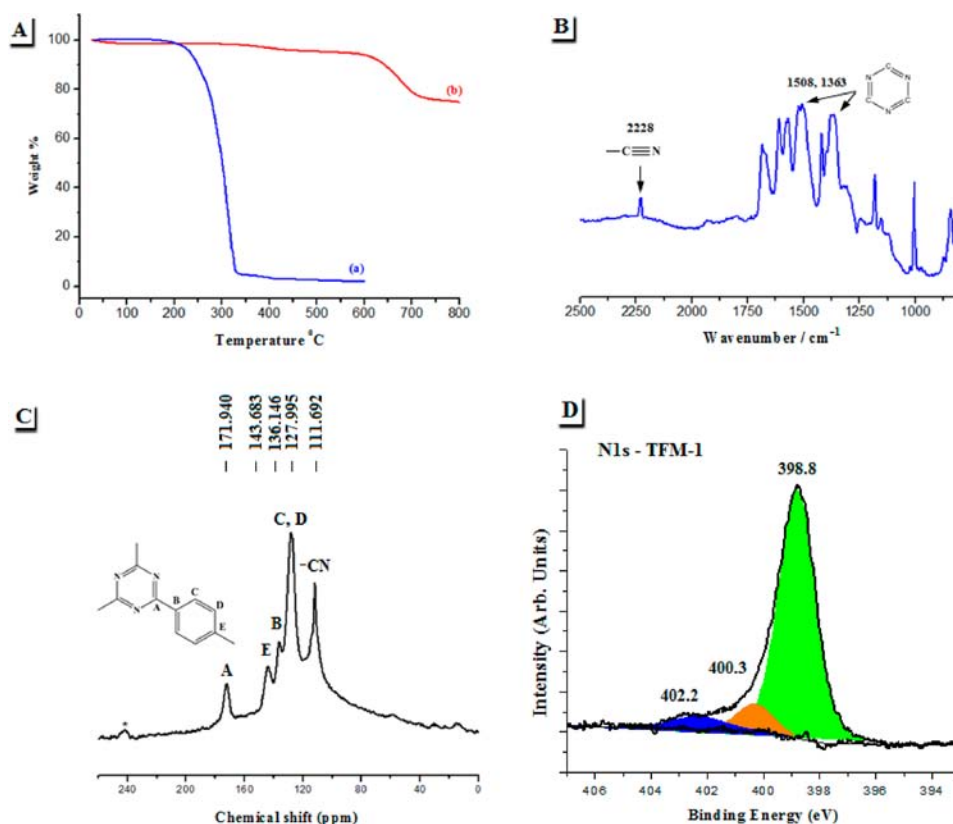 A
100
80
60
40
20
0
Weight %
(b)
(a)
0 100 200 300 400 500 600 700 800
Temperature ⁰C
B
1508, 1363
2228
—C≡N
C
N N
C C
N
2500 2250 2000 1750 1500 1250 1000
Wavenumber / cm⁻¹
C
171.940
143.683
136.146
127.995
111.692
C, D
-CN
B
E
A
N N
N
A
B
C
D
E
*
240 200 160 120 80 40 0
Chemical shift (ppm)
D
N1s - TFM-1
398.8
400.3
402.2
Intensity (Arb. Units)
406 404 402 400 398 396 394
Binding Energy (eV)